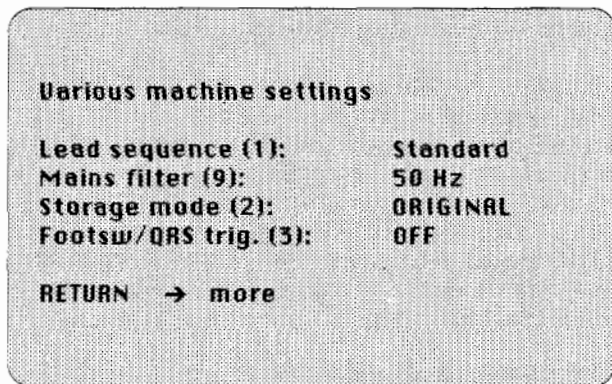 Various machine settings
Lead sequence (1): Standard
Mains filter (9): 50 Hz
Storage mode (2): ORIGINAL
Footsw/QRS trig. (3): OFF
RETURN → more